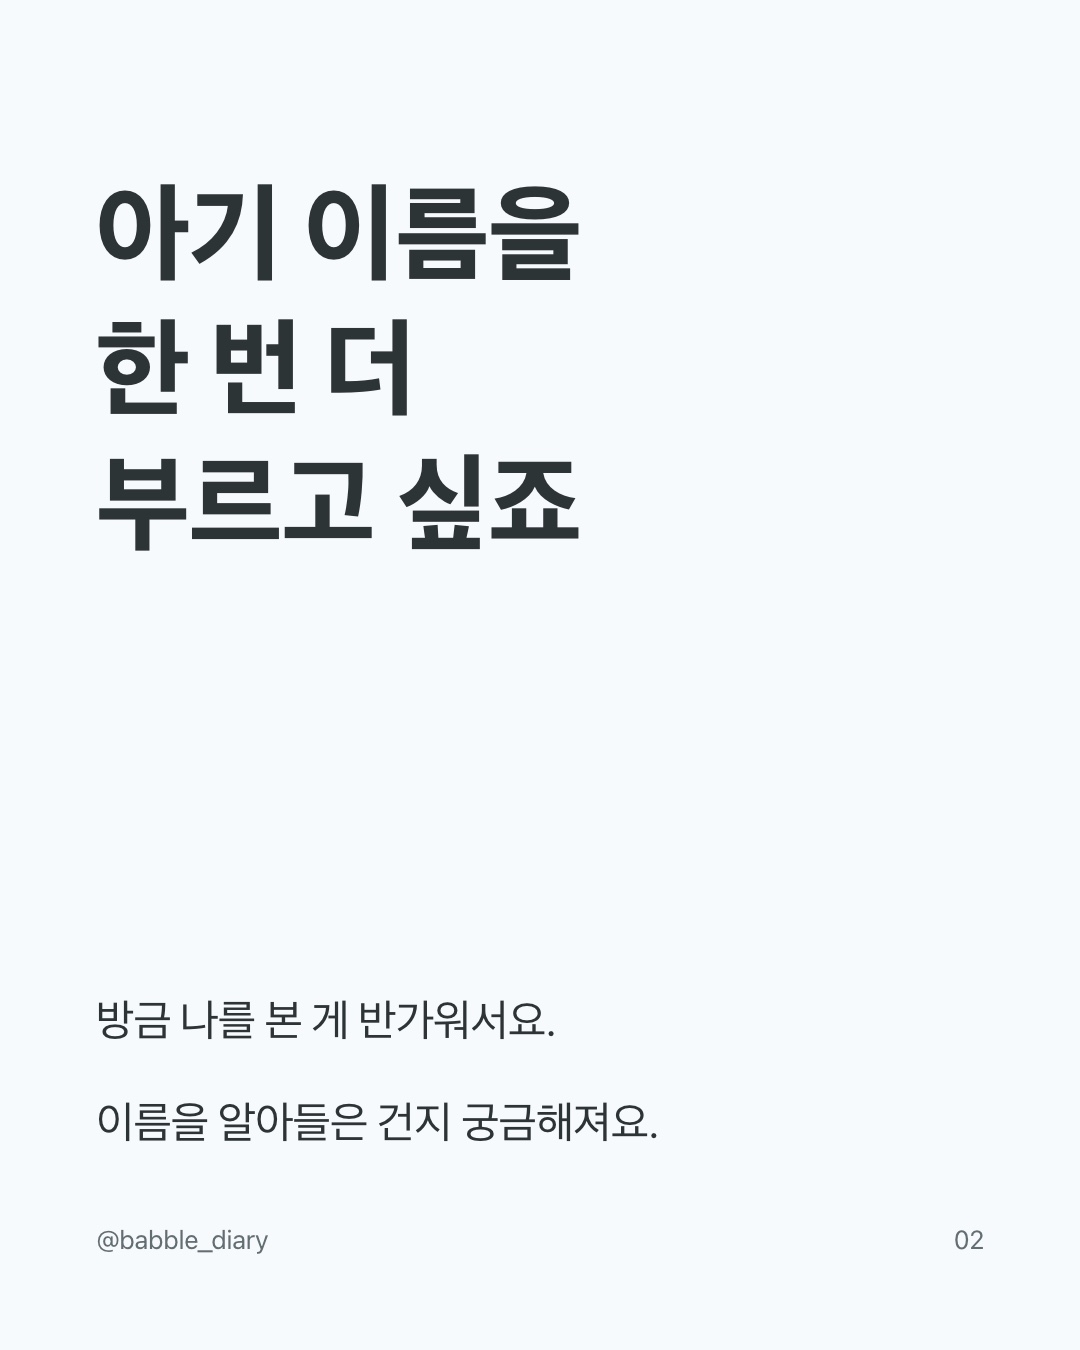 아기 이름을
한 번 더
부르고 싶죠
방금 나를 본 게 반가워서요.
이름을 알아들은 건지 궁금해져요.
@babble_diary
02